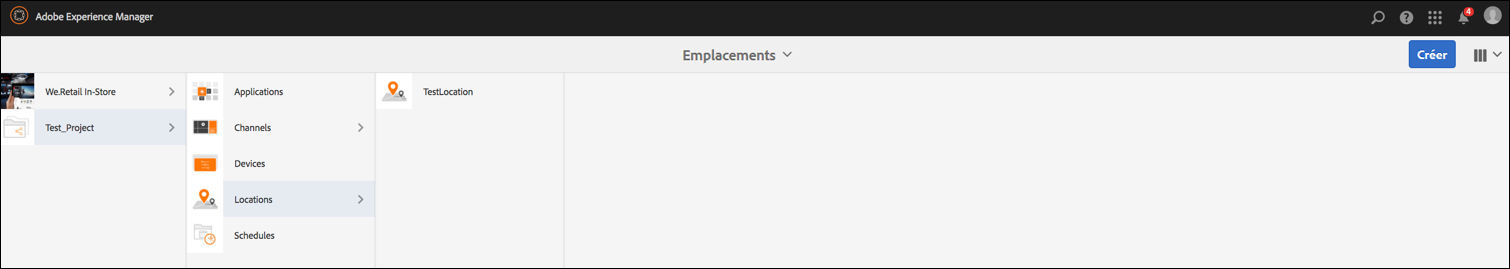 Adobe Experience Manager
4
Emplacements
Créer
We.Retail In-Store
Test_Project
Applications
Channels
Devices
Locations
Schedules
TestLocation